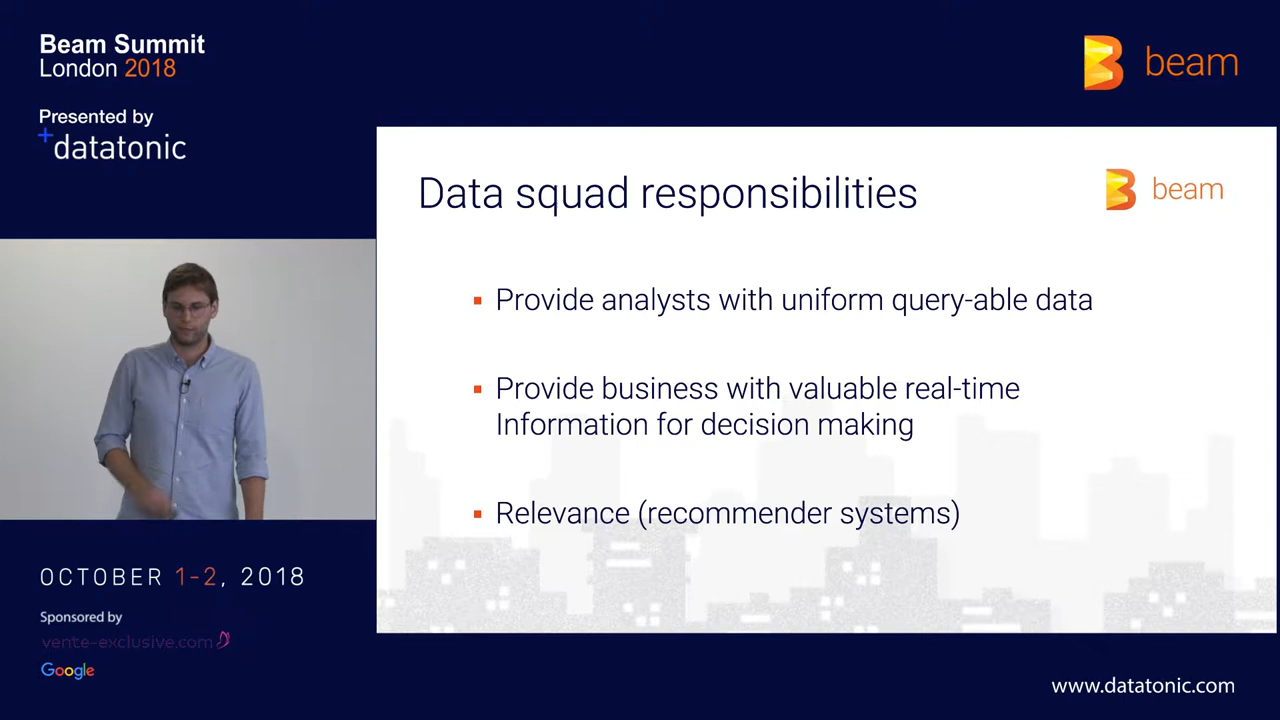 Beam Summit
London 2018
Presented by
+datatonic
beam
Data squad responsibilities
beam
▪ Provide analysts with uniform query-able data
▪ Provide business with valuable real-time
Information for decision making
▪ Relevance (recommender systems)
OCTOBER 1-2, 2018
Sponsored by
vente-exclusive.com
Google
www.datatonic.com